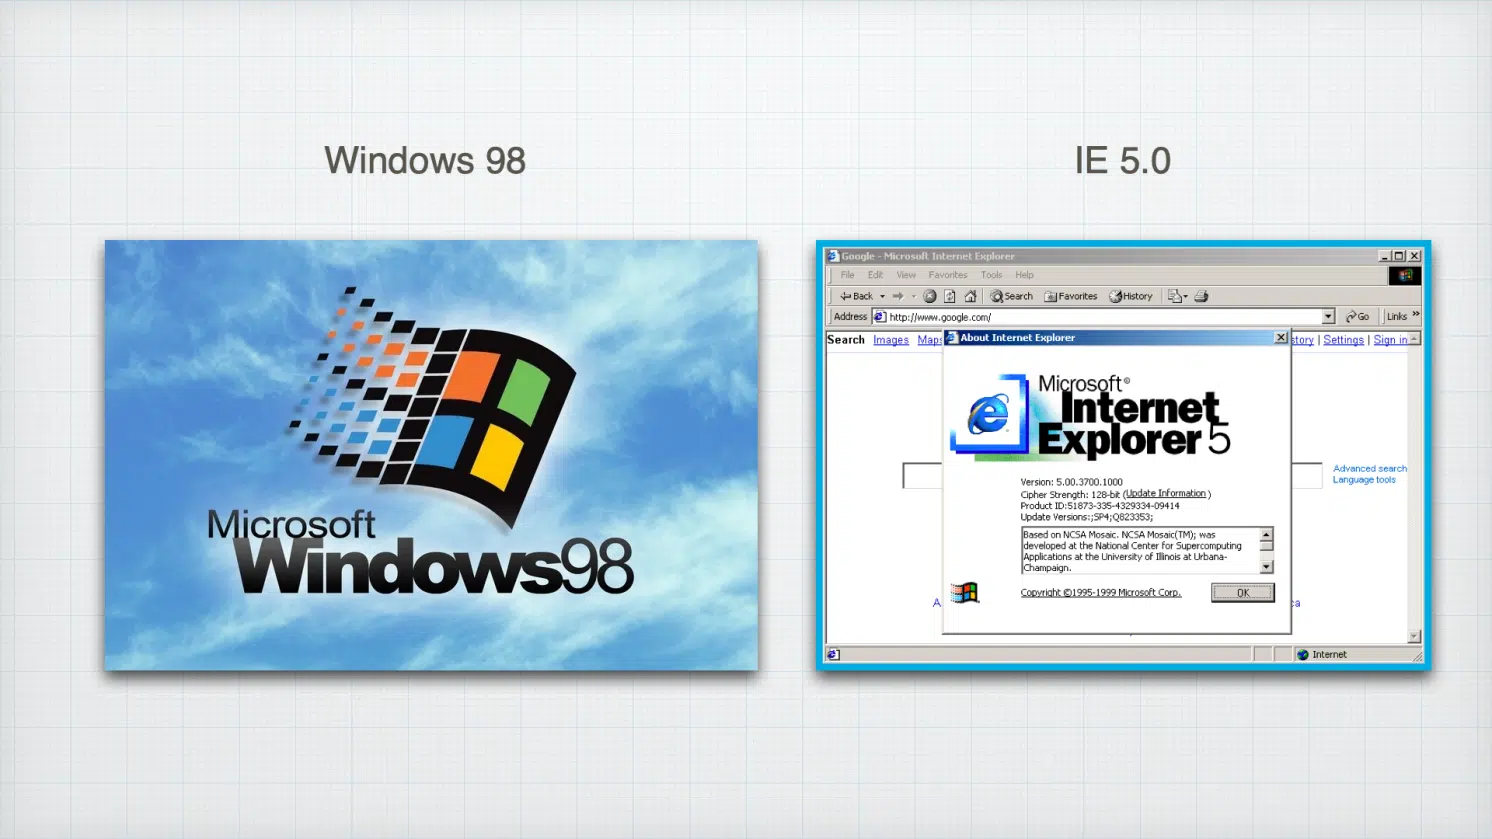 Windows 98
IE 5.0
Microsoft
Windows98
Google - Microsoft Internet Explorer
File Edit View Favorites Tools Help
Back Search Favorites History
Address http://www.google.com/ Go Links »
Search Images Maps
story | Settings | Sign in
About Internet Explorer
Microsoft®
Internet
Explorer 5
Advanced search
Language tools
Version: 5.00.3700.1000
Cipher Strength: 128-bit (Update Information )
Product ID:51873-335-4329334-09414
Update Versions:;SP4;Q823353;
Based on NCSA Mosaic. NCSA Mosaic(TM); was
developed at the National Center for Supercomputing
Applications at the University of Illinois at Urbana-
Champaign.
Copyright ©1995-1999 Microsoft Corp.
OK
A
ca
Internet